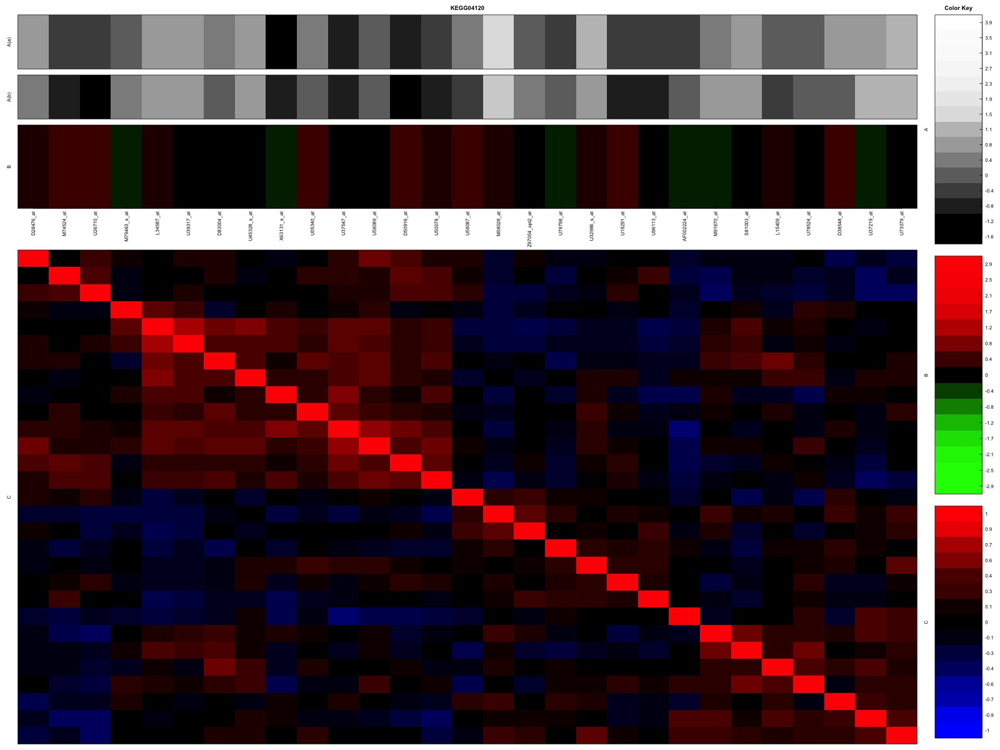 KEGG04120
Color Key
A(a)
A(b)
B
C
D28476_at
M74524_at
U26710_at
M79463_s_at
L34587_at
U39317_at
D83004_at
U45328_s_at
X63131_s_at
U05340_at
U37547_at
U58089_at
D50916_at
U50078_at
U58087_at
M58028_at
Z97054_xpt2_at
U78798_at
U32986_s_at
U18291_at
U96113_at
AF002224_at
M91670_at
S81003_at
L15409_at
U78524_at
D38548_at
U37219_at
U73379_at
A
3.9
3.5
3.1
2.7
2.3
1.9
1.5
1.1
0.8
0.4
0
-0.4
-0.8
-1.2
-1.6
B
2.9
2.5
2.1
1.7
1.2
0.8
0.4
0
-0.4
-0.8
-1.2
-1.7
-2.1
-2.5
-2.9
C
1
0.9
0.7
0.6
0.4
0.3
0.1
0
-0.1
-0.3
-0.4
-0.6
-0.7
-0.9
-1